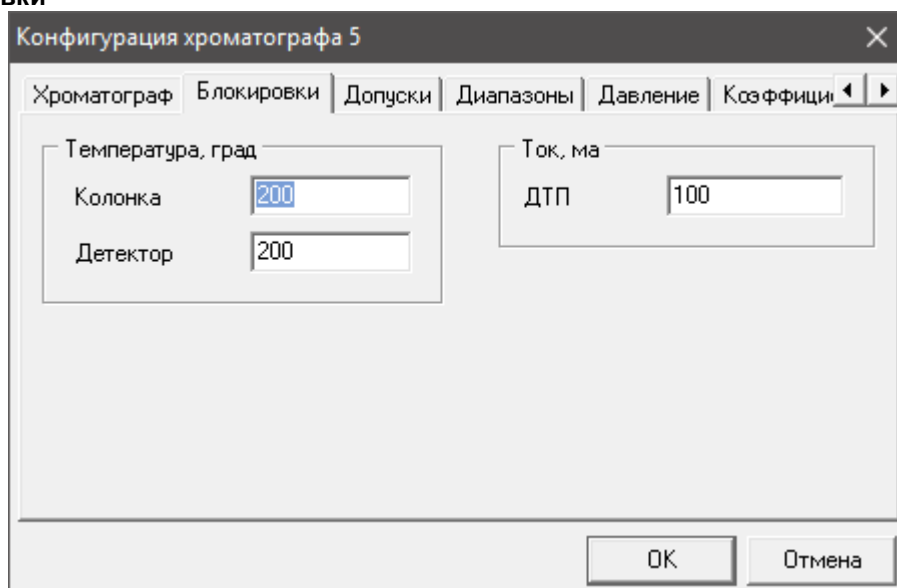 вки
Конфигурация хроматографа 5
Хроматограф Блокировки Допуски Диапазоны Давление
Температура, град
Ток, ма
Колонка 200
ДТП 100
Детектор 200
OK Отмена